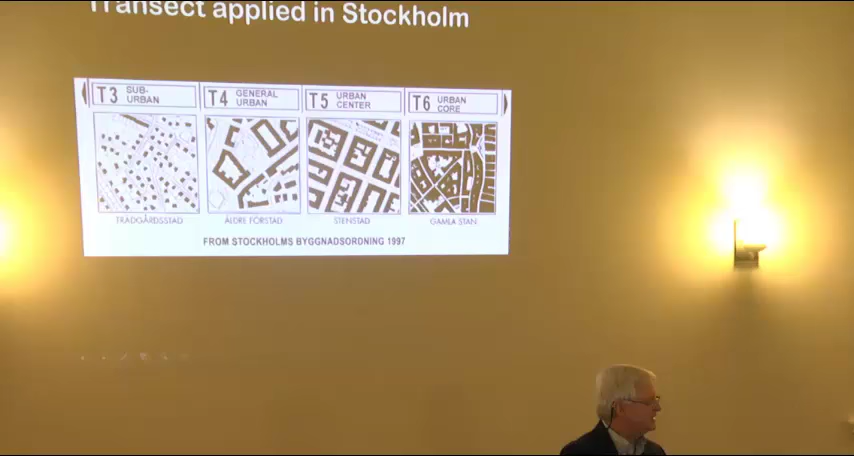 Transect applied in Stockholm
T3 SUB-URBAN
T4 GENERAL URBAN
T5 URBAN CENTER
T6 URBAN CORE
TRÄDGÅRDSSTAD
ÄLDRE FÖRSTAD
STENSTAD
GAMLA STAN
FROM STOCKHOLMS BYGGNADSORDNING 1997